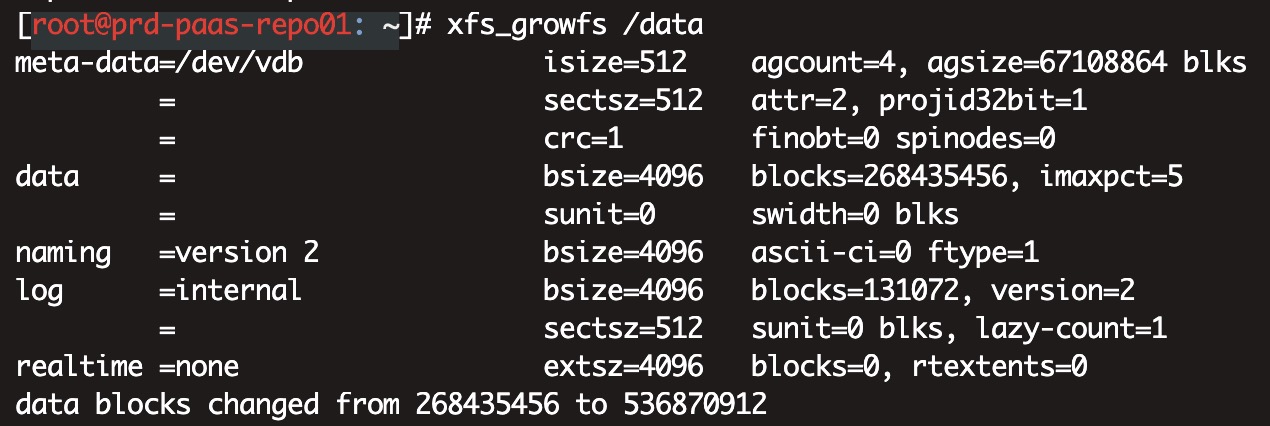 [root@prd-paas-repo01: ~]# xfs_growfs /data
meta-data=/dev/vdb               isize=512    agcount=4, agsize=67108864 blks
         =                       sectsz=512   attr=2, projid32bit=1
         =                       crc=1        finobt=0 spinodes=0
data     =                       bsize=4096   blocks=268435456, imaxpct=5
         =                       sunit=0      swidth=0 blks
naming   =version 2              bsize=4096   ascii-ci=0 ftype=1
log      =internal               bsize=4096   blocks=131072, version=2
         =                       sectsz=512   sunit=0 blks, lazy-count=1
realtime =none                   extsz=4096   blocks=0, rtextents=0
data blocks changed from 268435456 to 536870912